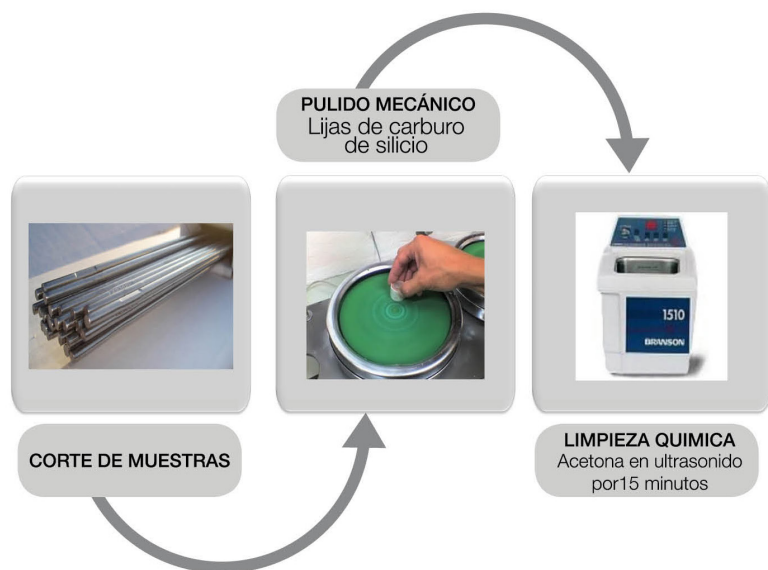 PULIDO MECÁNICO
Lijas de carburo
de silicio
1510
BRANSON
CORTE DE MUESTRAS
LIMPIEZA QUIMICA
Acetona en ultrasonido
por15 minutos